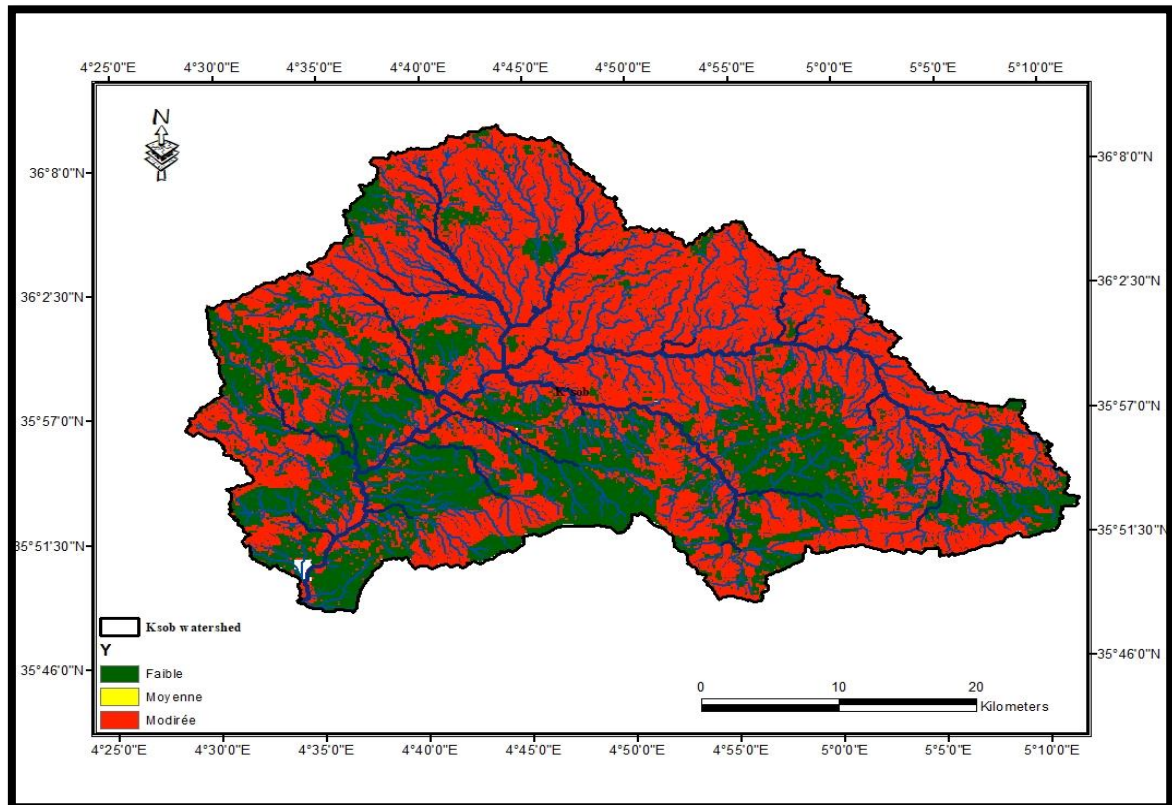 4°25'0"E 4°30'0"E 4°35'0"E 4°40'0"E 4°45'0"E 4°50'0"E 4°55'0"E 5°0'0"E 5°5'0"E 5°10'0"E
N
36°8'0"N 36°8'0"N
36°2'30"N 36°2'30"N
Ksob
35°57'0"N 35°57'0"N
35°51'30"N 35°51'30"N
Ksob watershed
Y
35°46'0"N 35°46'0"N
Faible
Moyenne
Modirée
0 10 20
Kilometers
4°25'0"E 4°30'0"E 4°35'0"E 4°40'0"E 4°45'0"E 4°50'0"E 4°55'0"E 5°0'0"E 5°5'0"E 5°10'0"E